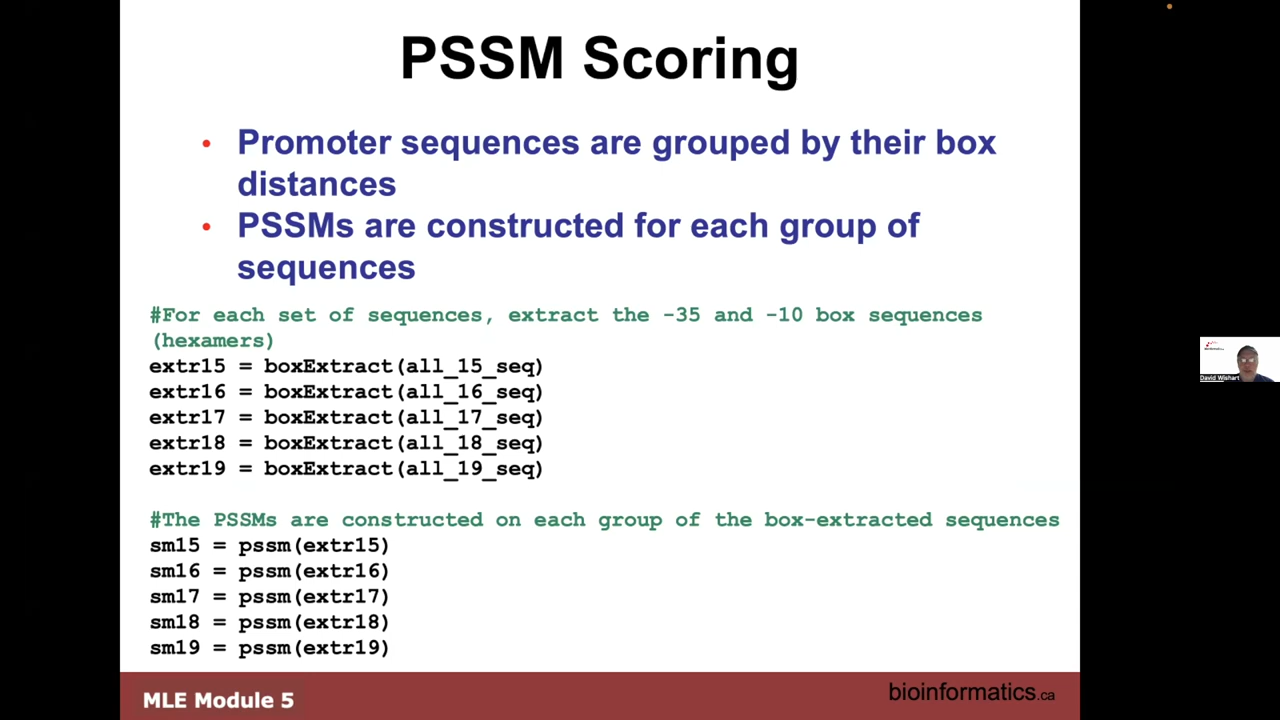 PSSM Scoring
• Promoter sequences are grouped by their box
distances
• PSSMs are constructed for each group of
sequences
#For each set of sequences, extract the -35 and -10 box sequences
(hexamers)
extr15 = boxExtract(all_15_seq)
extr16 = boxExtract(all_16_seq)
extr17 = boxExtract(all_17_seq)
extr18 = boxExtract(all_18_seq)
extr19 = boxExtract(all_19_seq)
#The PSSMs are constructed on each group of the box-extracted sequences
sm15 = pssm(extr15)
sm16 = pssm(extr16)
sm17 = pssm(extr17)
sm18 = pssm(extr18)
sm19 = pssm(extr19)
MLE Module 5
bioinformatics.ca
David Wishart